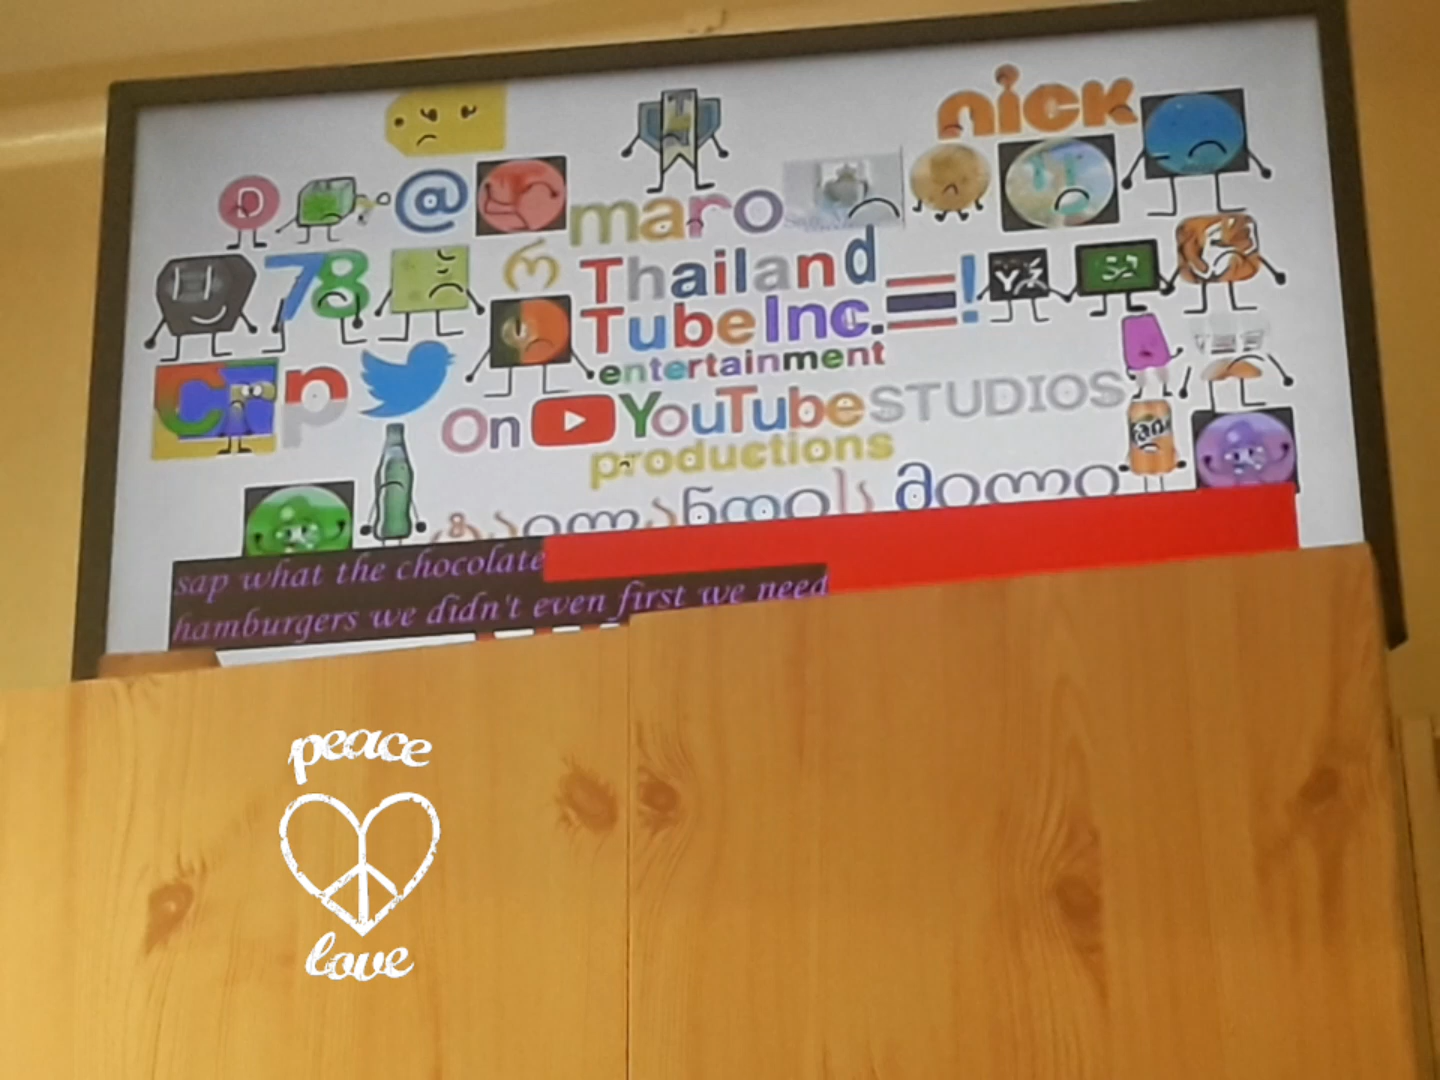 nick
D
@
maro
78
რ
Thailand
TubeInc.=!
entertainment
C
p
On YouTube STUDIOS
productions
Fanta
sap what the chocolate
hamburgers we didn't even first we need
peace
love